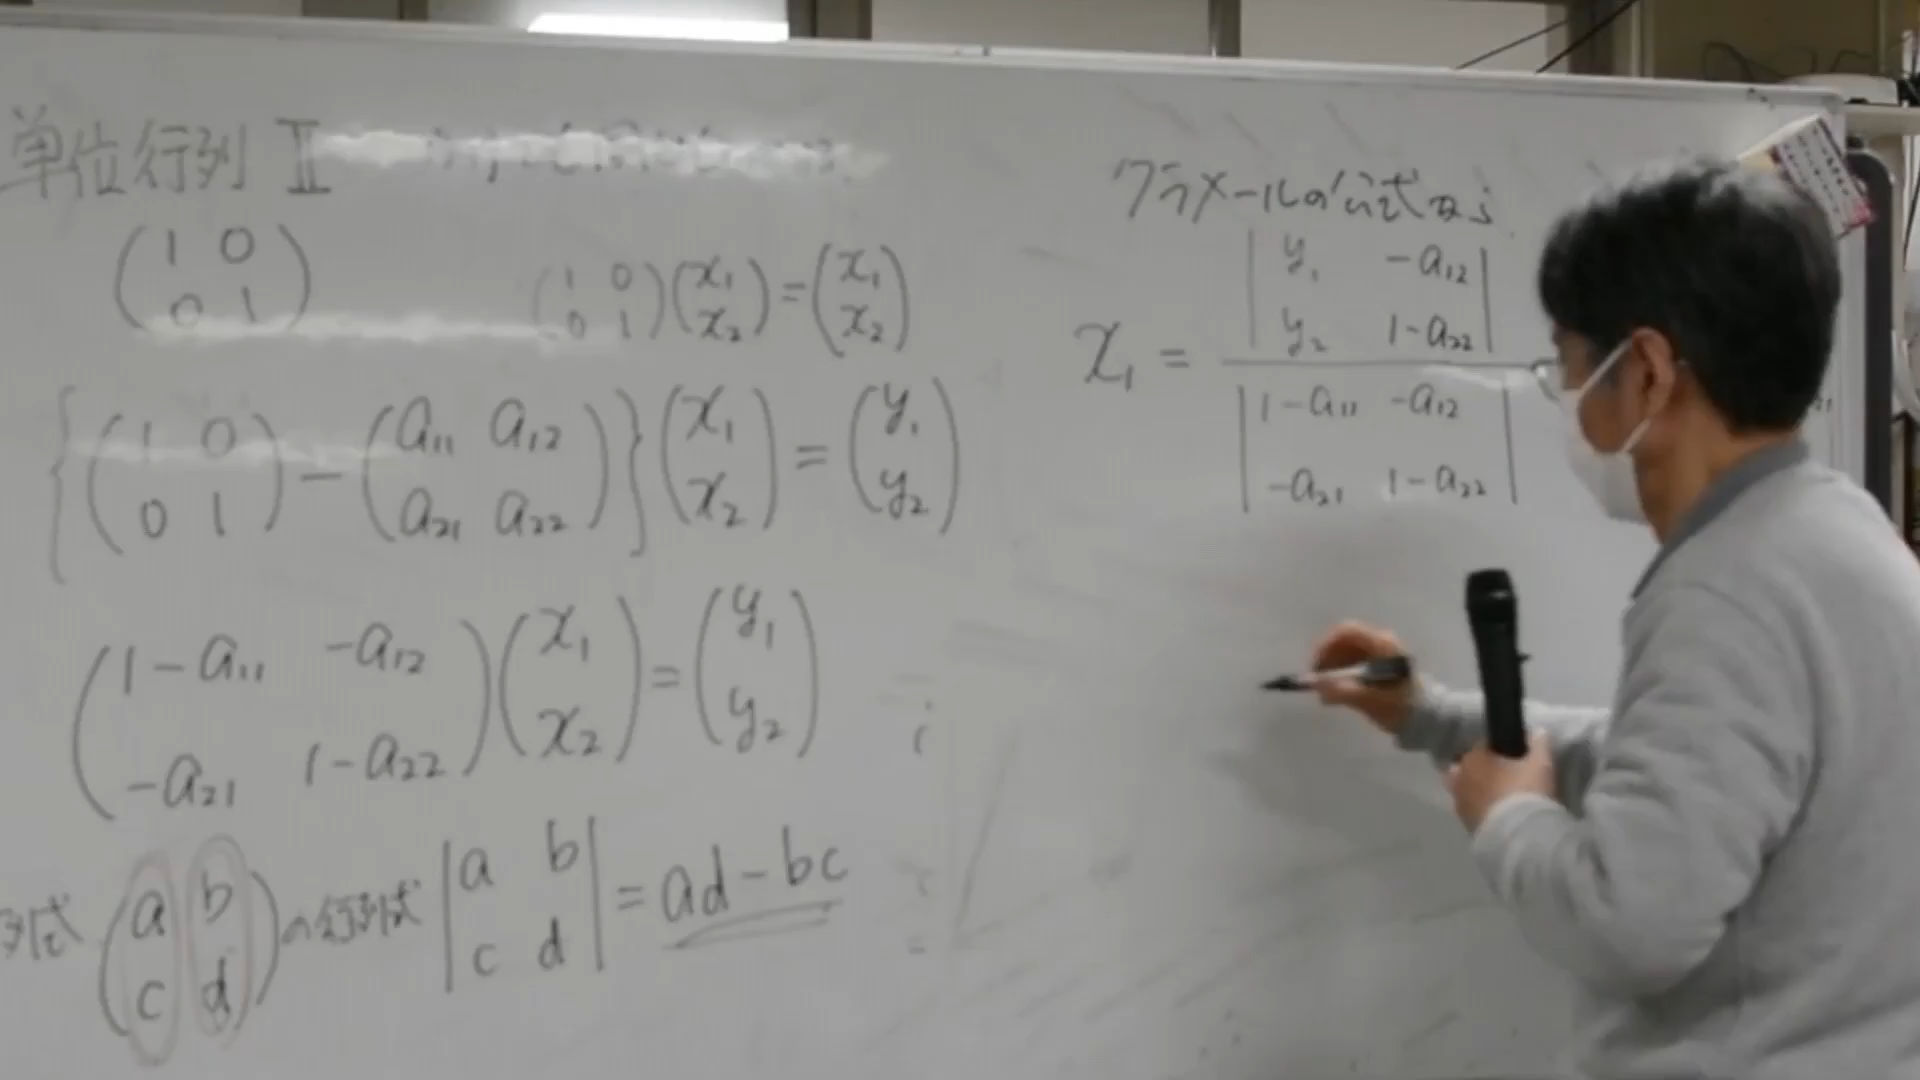 単位行列 I
( 1 0
0 1 )
( 1 0
0 1 ) ( x₁
x₂ ) = ( x₁
x₂ )
{ ( 1 0
0 1 ) - ( a₁₁ a₁₂
a₂₁ a₂₂ ) } ( x₁
x₂ ) = ( y₁
y₂ )
( 1-a₁₁ -a₁₂
-a₂₁ 1-a₂₂ ) ( x₁
x₂ ) = ( y₁
y₂ )
列式 ( a b
c d ) の行列式 | a b
c d | = ad-bc
クラメールの公式より
x₁ = | y₁ -a₁₂
y₂ 1-a₂₂ |
| 1-a₁₁ -a₁₂
-a₂₁ 1-a₂₂ |